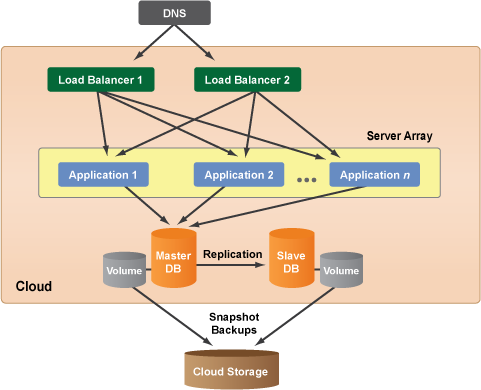 DNS
Load Balancer 1
Load Balancer 2
Server Array
Application 1
Application 2
Application n
Master
DB
Replication
Slave
DB
Volume
Volume
Cloud
Snapshot
Backups
Cloud Storage